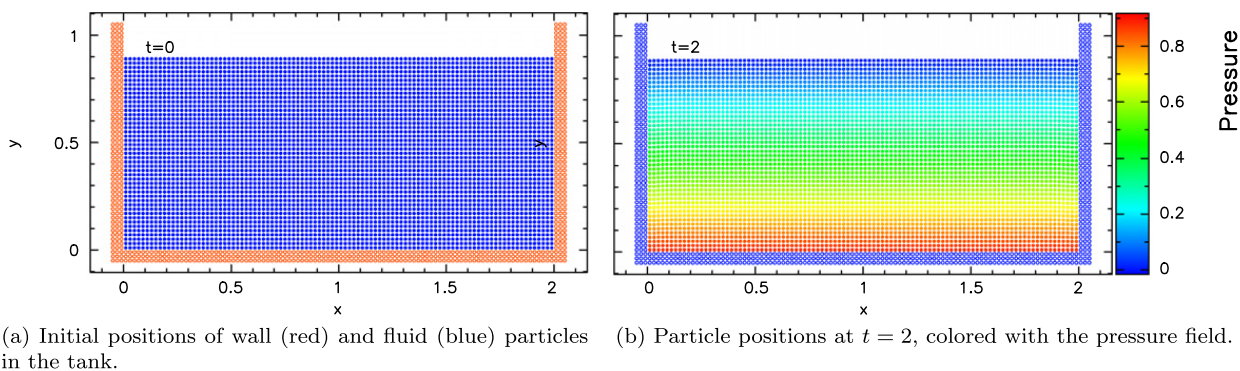 t=0
1
0.5
0
y
0 0.5 1 1.5 2
x
(a) Initial positions of wall (red) and fluid (blue) particles
in the tank.
t=2
y
0 0.5 1 1.5 2
x
0.8
0.6
0.4
0.2
0
Pressure
(b) Particle positions at t = 2, colored with the pressure field.